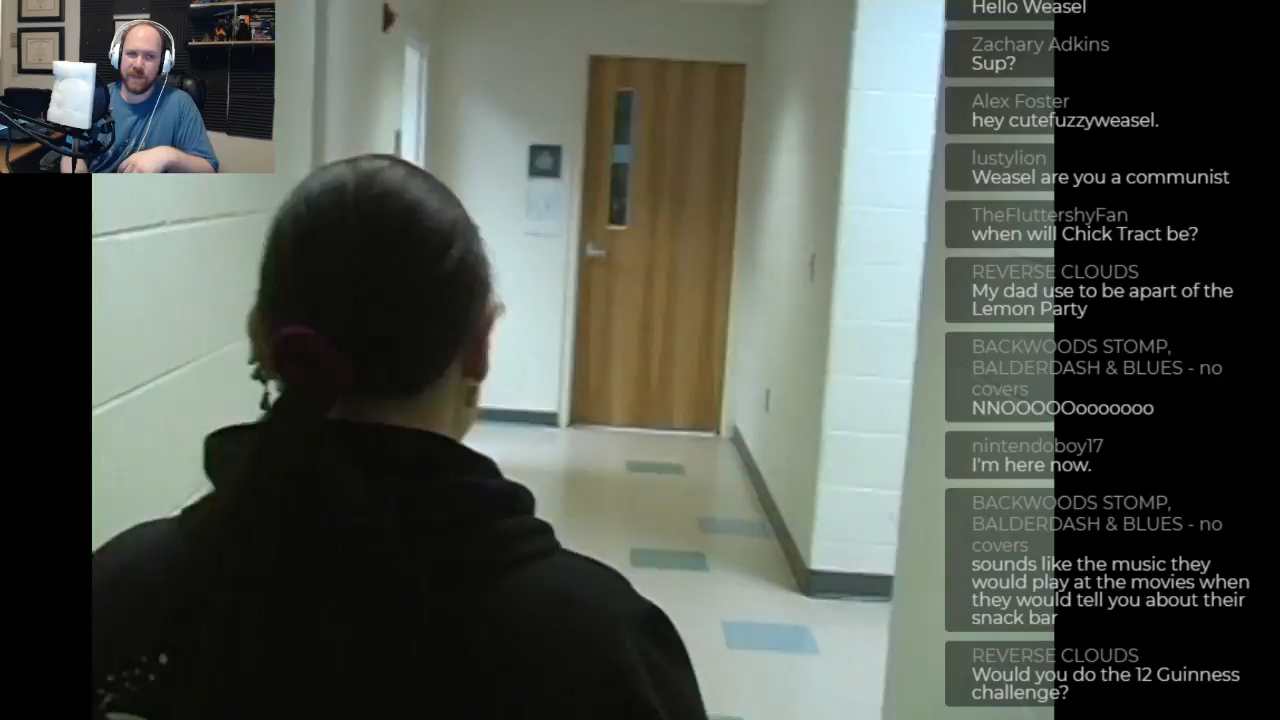 Hello Weasel
Zachary Adkins
Sup?
Alex Foster
hey cutefuzzyweasel.
lustylion
Weasel are you a communist
TheFluttershyFan
when will Chick Tract be?
REVERSE CLOUDS
My dad use to be apart of the
Lemon Party
BACKWOODS STOMP,
BALDERDASH & BLUES - no
covers
NNOOOOOooooooo
nintendoboy17
I'm here now.
BACKWOODS STOMP,
BALDERDASH & BLUES - no
covers
sounds like the music they
would play at the movies when
they would tell you about their
snack bar
REVERSE CLOUDS
Would you do the 12 Guinness
challenge?